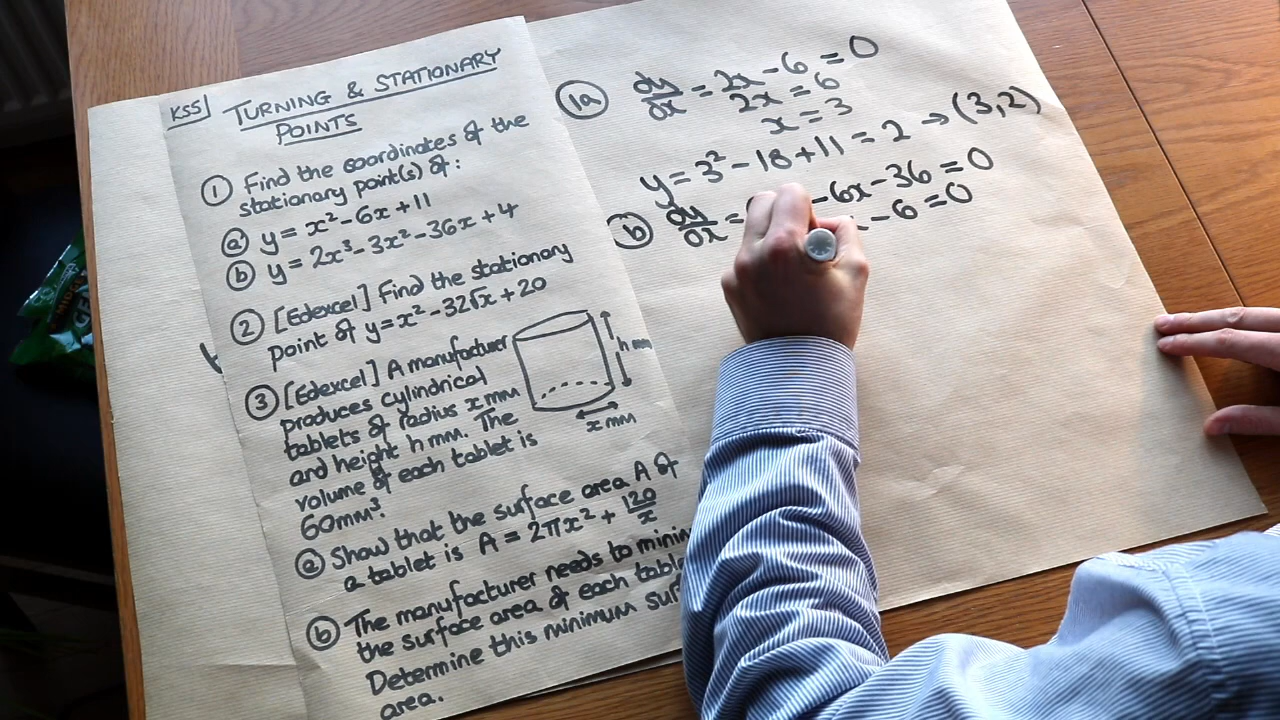 KS5
TURNING & STATIONARY
POINTS
① Find the coordinates of the
stationary point(s) of:
ⓐ y = x² - 6x + 11
ⓑ y = 2x³ - 3x² - 36x + 4
② [Edexcel] Find the stationary
point of y = x² - 32√x + 20
③ [Edexcel] A manufacturer
produces cylindrical
tablets of radius x mm
and height h mm. The
volume of each tablet is
60mm³.
h mm
x mm
ⓐ Show that the surface area A of
a tablet is A = 2πx² + 120/x
ⓑ The manufacturer needs to
the surface area of each
Determine this minimum
area.
1a dy/dx = 2x - 6 = 0
2x = 6
x = 3
y = 3² - 18 + 11 = 2 → (3,2)
ⓑ dy/dx = - 6x - 36 = 0
- 6 = 0